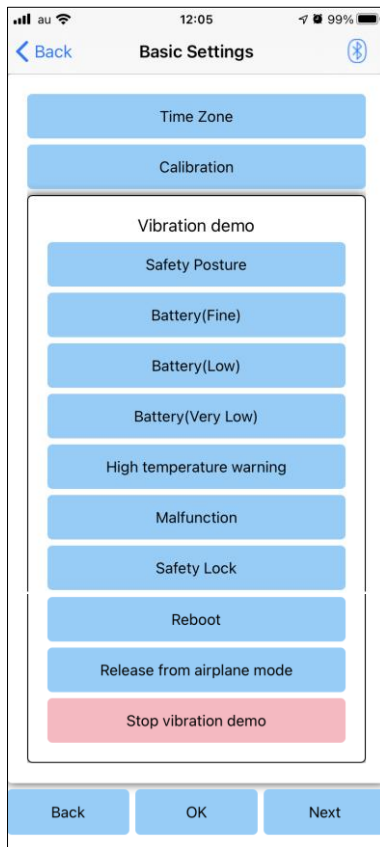 au 12:05 99%
Back Basic Settings
Time Zone
Calibration
Vibration demo
Safety Posture
Battery(Fine)
Battery(Low)
Battery(Very Low)
High temperature warning
Malfunction
Safety Lock
Reboot
Release from airplane mode
Stop vibration demo
Back OK Next